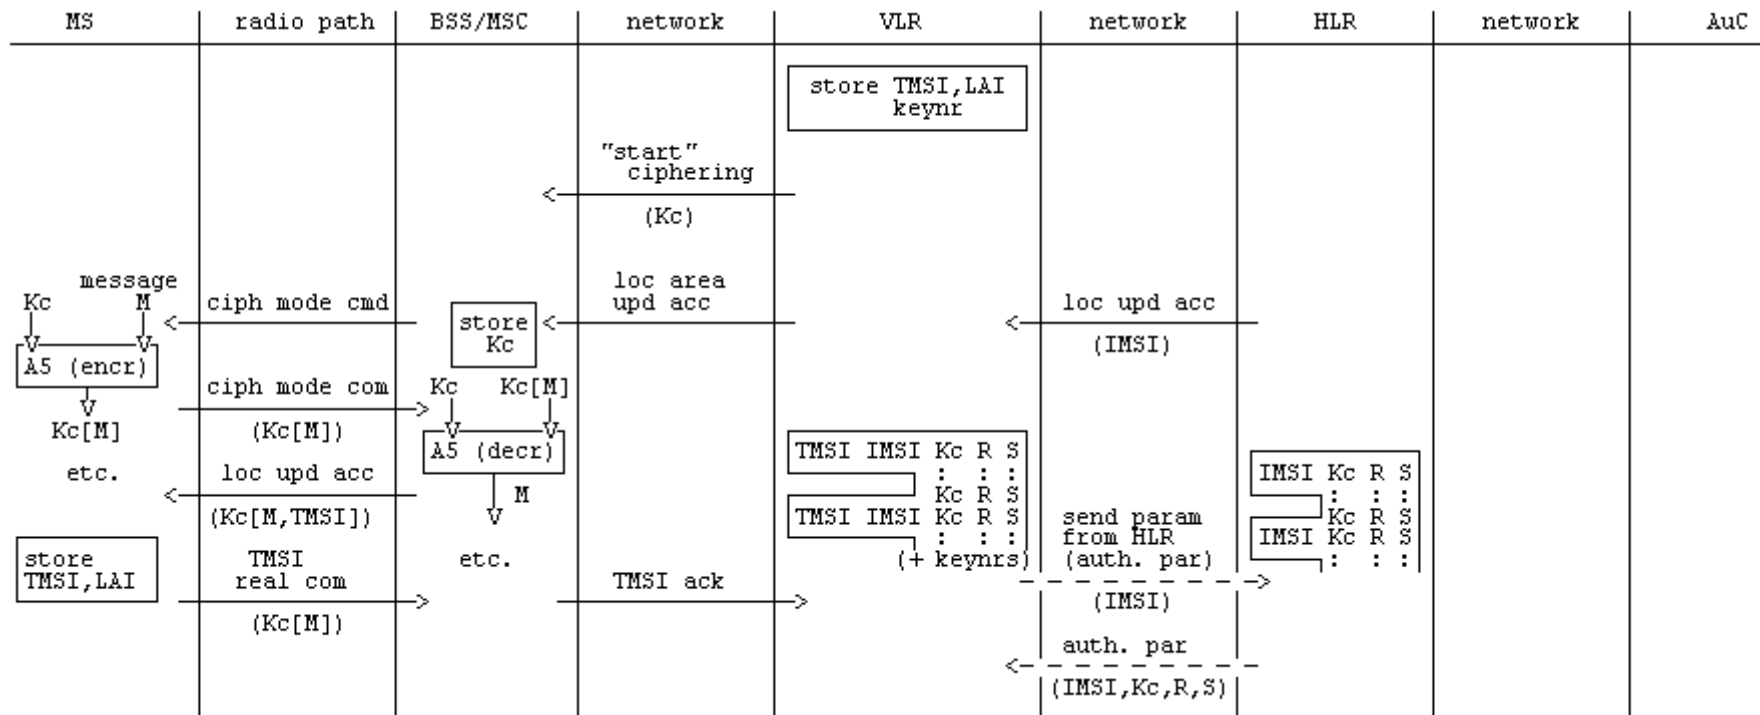 MS radio path BSS/MSC network VLR network HLR network AuC
store TMSI,LAI
keynr
"start"
ciphering
(Kc)
message
Kc M
ciph mode cmd
store
Kc
loc area
upd acc
loc upd acc
(IMSI)
A5 (encr)
Kc[M]
etc.
ciph mode com
(Kc[M])
Kc Kc[M]
A5 (decr)
M
etc.
loc upd acc
(Kc[M,TMSI])
store
TMSI,LAI
TMSI
real com
(Kc[M])
TMSI ack
TMSI IMSI Kc R S
: : :
Kc R S
TMSI IMSI Kc R S
: : :
(+ keynrs)
send param
from HLR
(auth. par)
(IMSI)
IMSI Kc R S
: : :
Kc R S
IMSI Kc R S
: : :
auth. par
(IMSI,Kc,R,S)